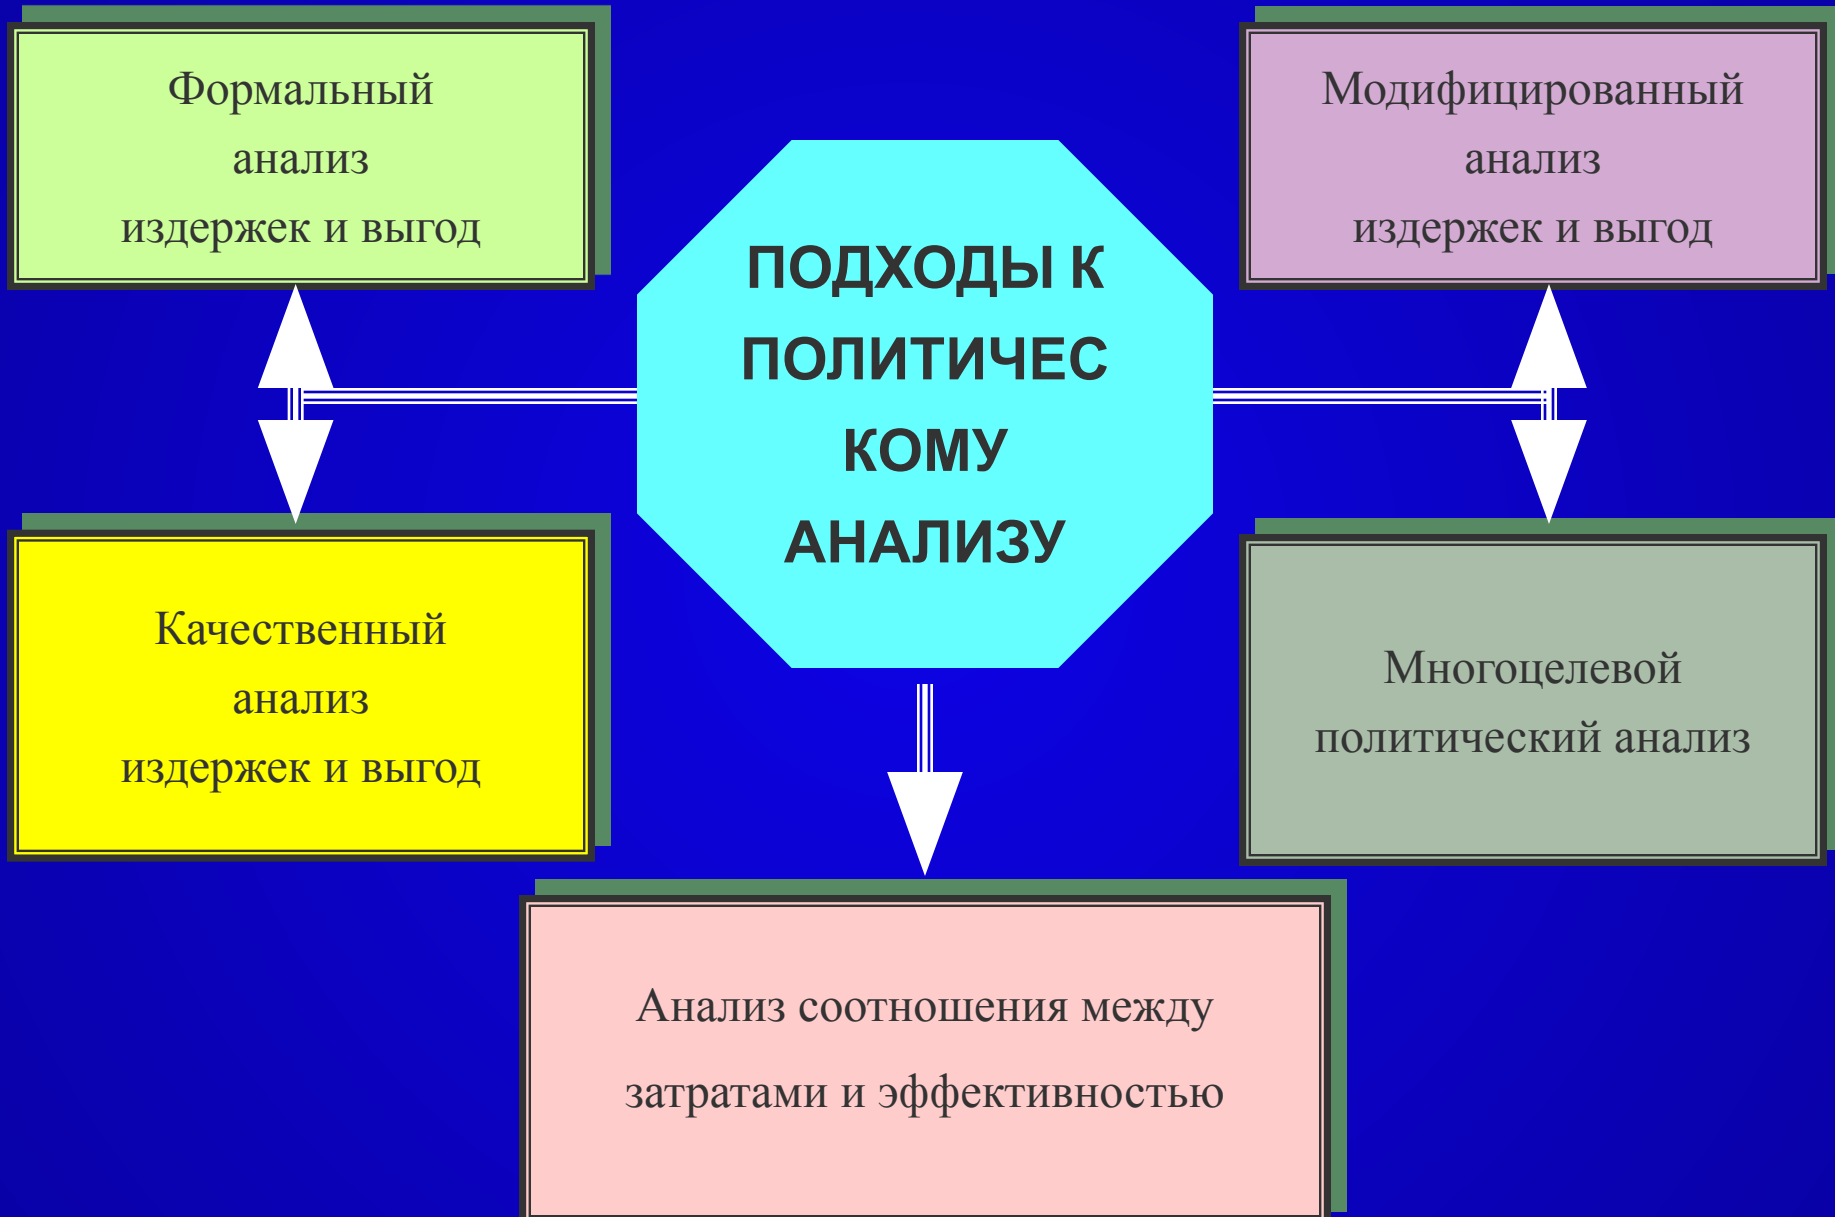 Формальный
анализ
издержек и выгод
Модифицированный
анализ
издержек и выгод
ПОДХОДЫ К
ПОЛИТИЧЕС
КОМУ
АНАЛИЗУ
Качественный
анализ
издержек и выгод
Многоцелевой
политический анализ
Анализ соотношения между
затратами и эффективностью